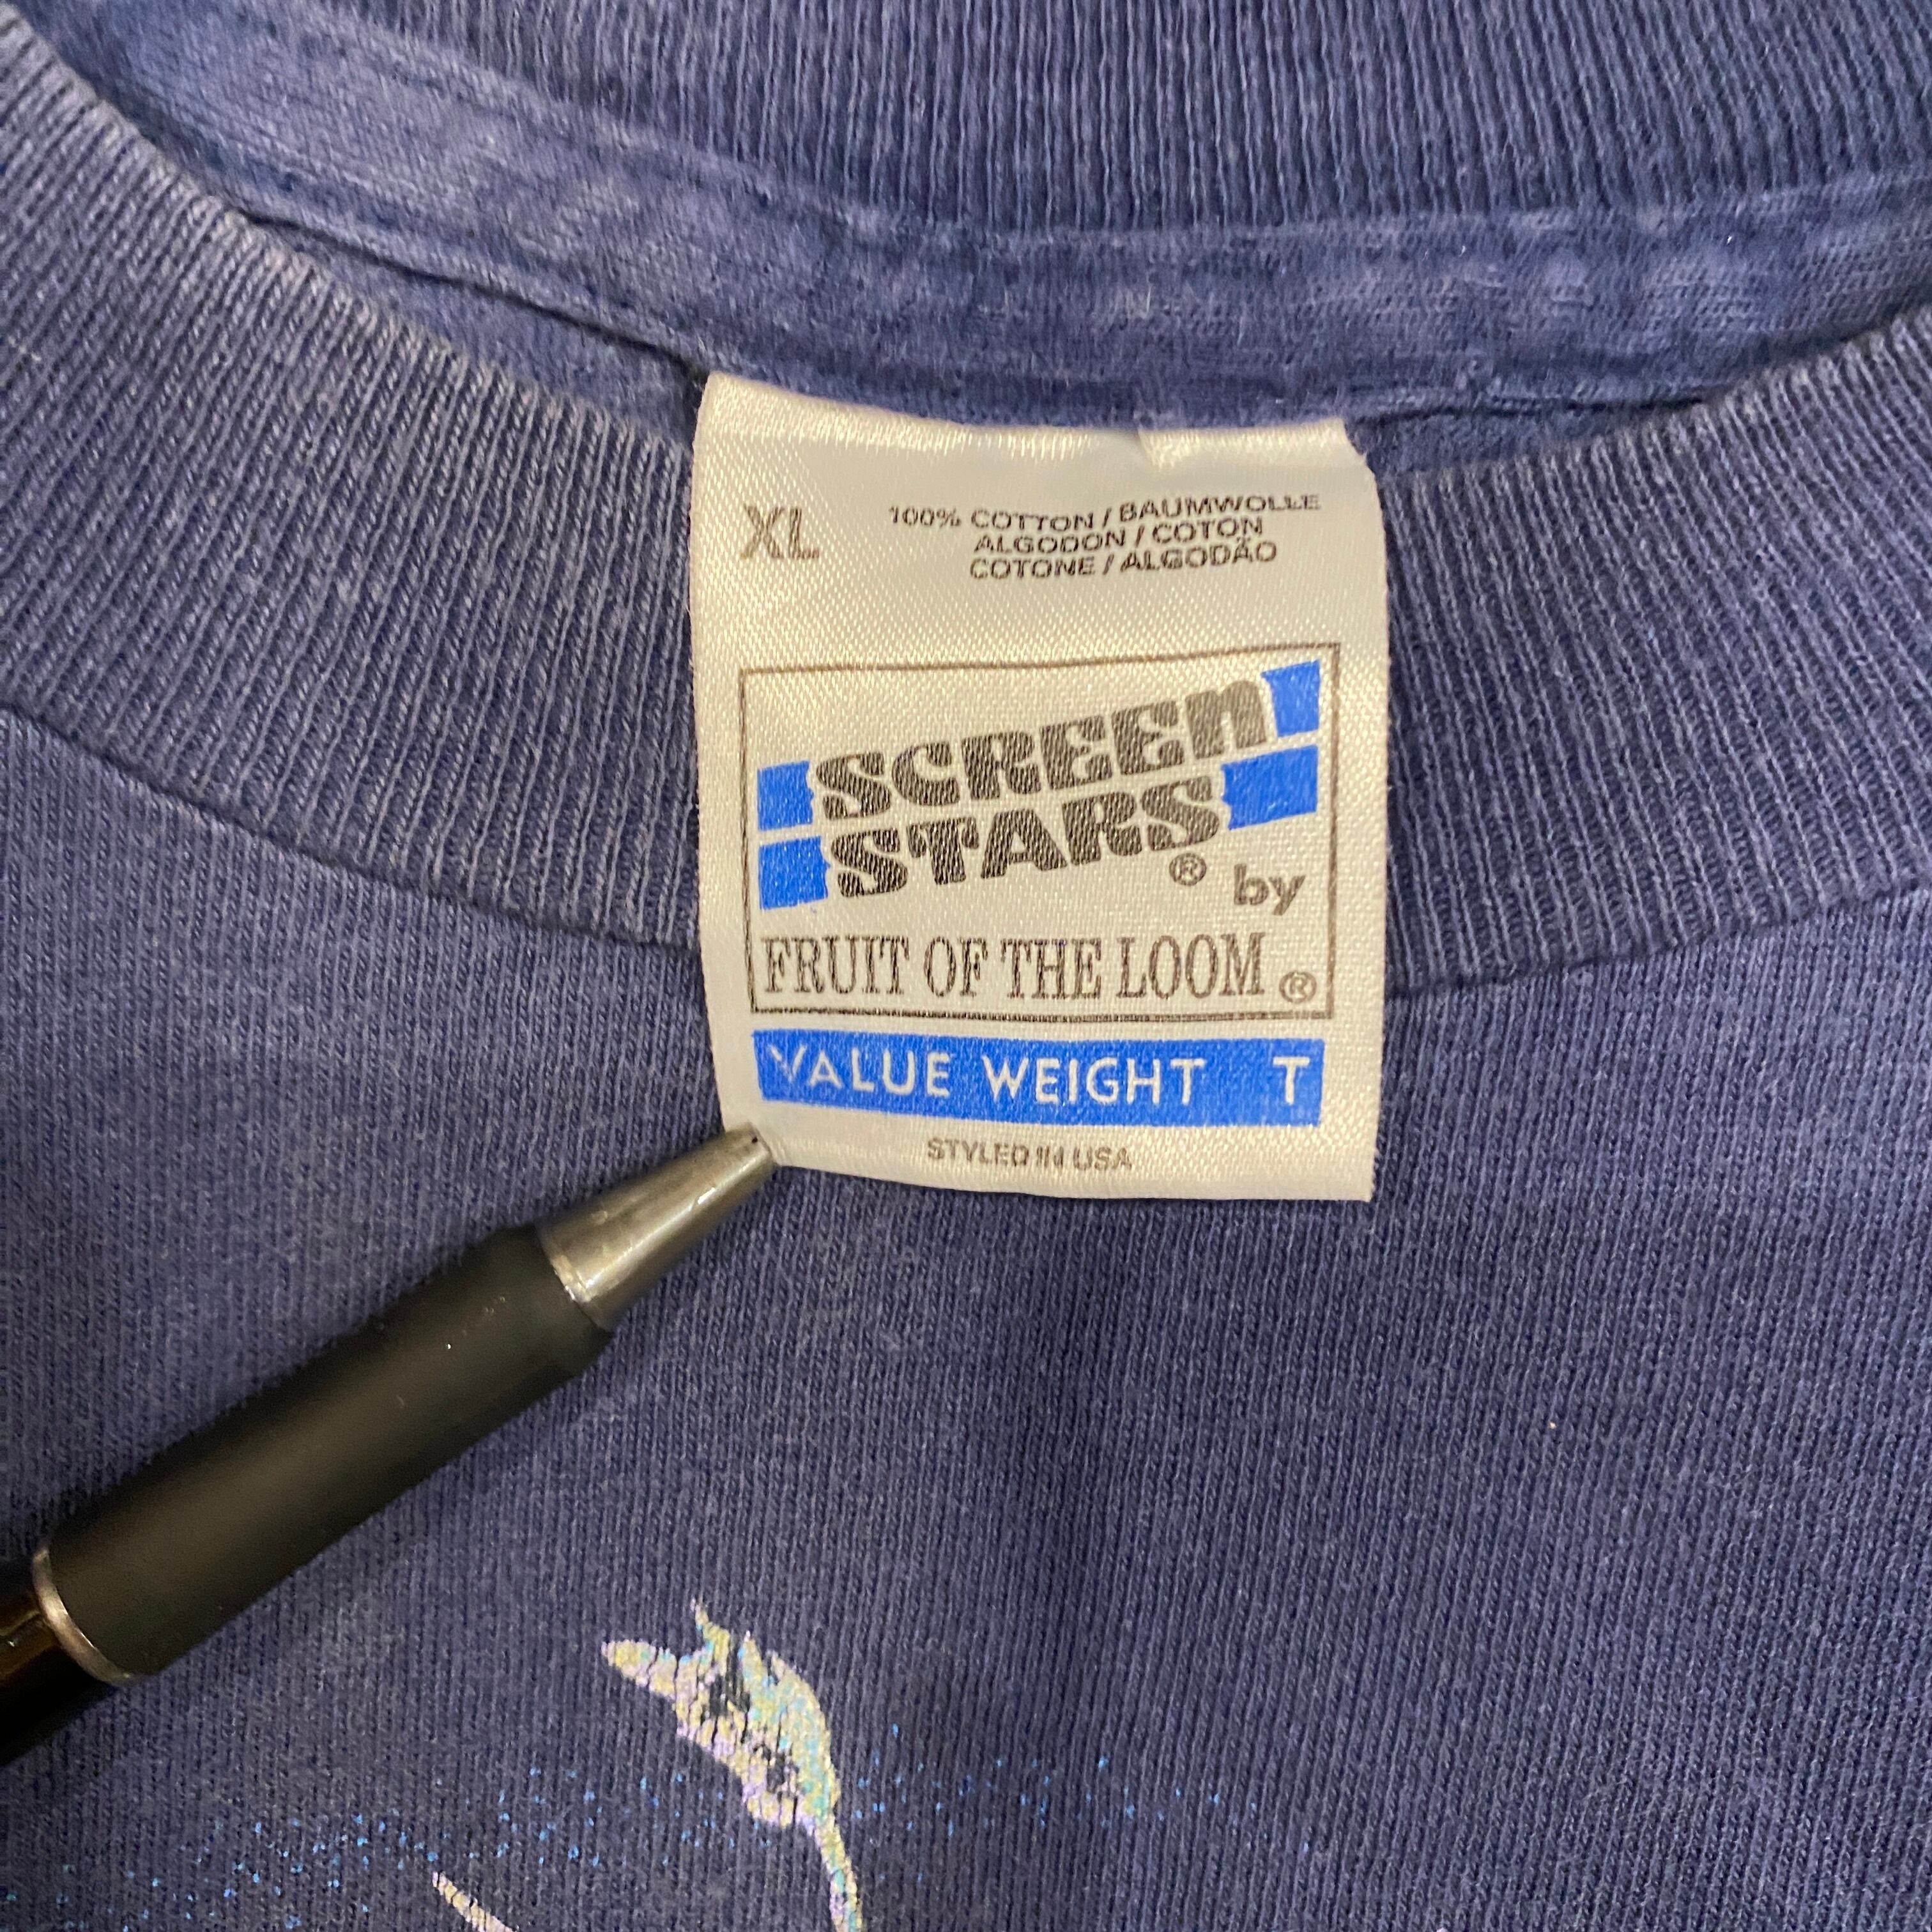 XL
100% COTTON / BAUMWOLLE
ALGODON / COTON
COTONE / ALGODÃO
SCREEN
STARS® by
FRUIT OF THE LOOM®
VALUE WEIGHT T
STYLED IN USA